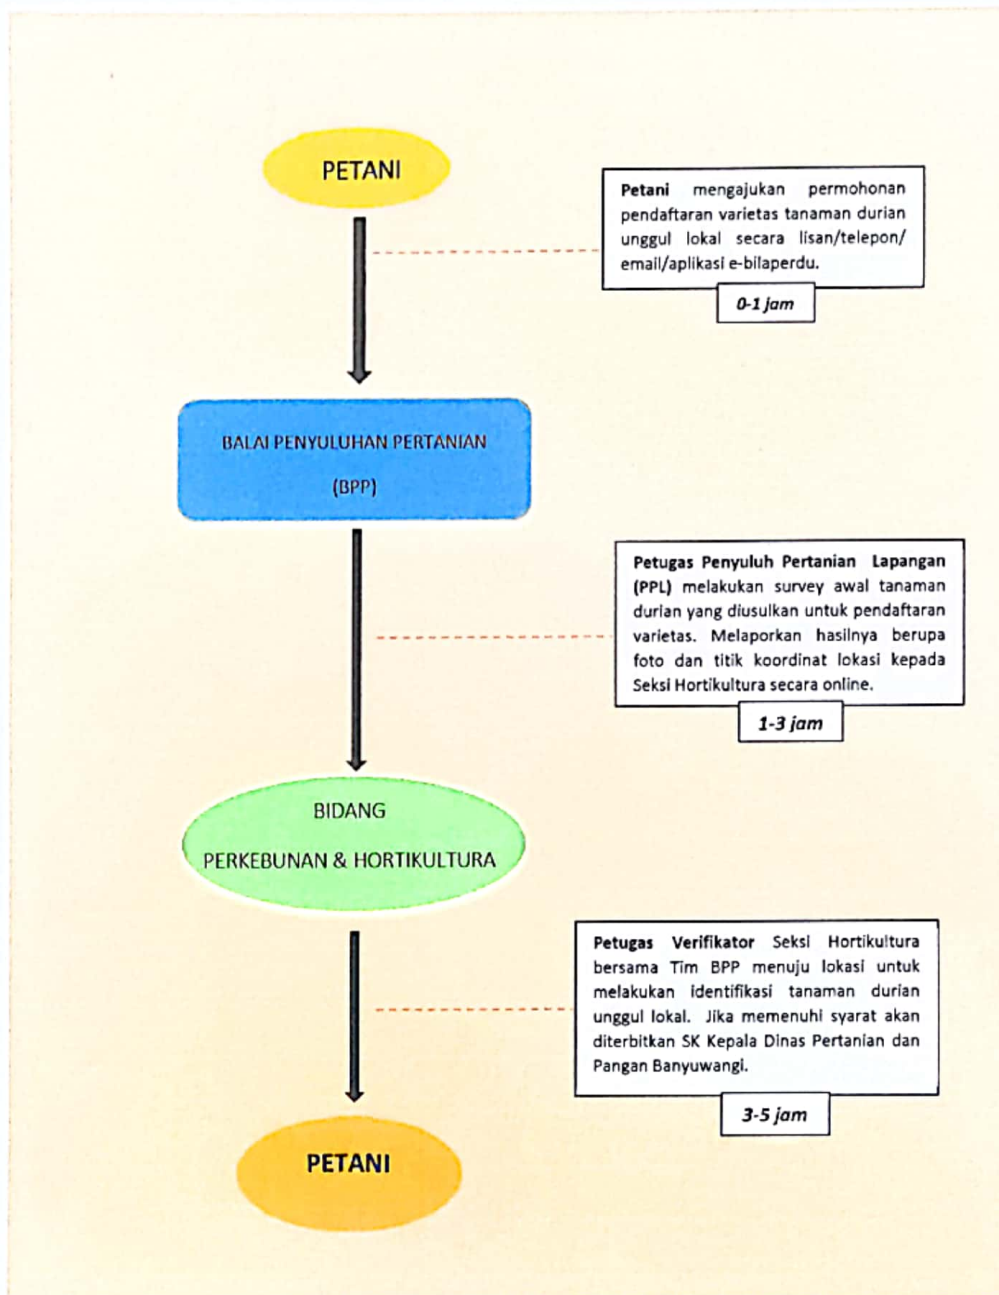 PETANI
Petani mengajukan permohonan
pendaftaran varietas tanaman durian
unggul lokal secara lisan/telepon/
email/aplikasi e-bilaperdu.
0-1 jam
BALAI PENYULUHAN PERTANIAN
(BPP)
Petugas Penyuluh Pertanian Lapangan
(PPL) melakukan survey awal tanaman
durian yang diusulkan untuk pendaftaran
varietas. Melaporkan hasilnya berupa
foto dan titik koordinat lokasi kepada
Seksi Hortikultura secara online.
1-3 jam
BIDANG
PERKEBUNAN & HORTIKULTURA
Petugas Verifikator Seksi Hortikultura
bersama Tim BPP menuju lokasi untuk
melakukan identifikasi tanaman durian
unggul lokal. Jika memenuhi syarat akan
diterbitkan SK Kepala Dinas Pertanian dan
Pangan Banyuwangi.
3-5 jam
PETANI